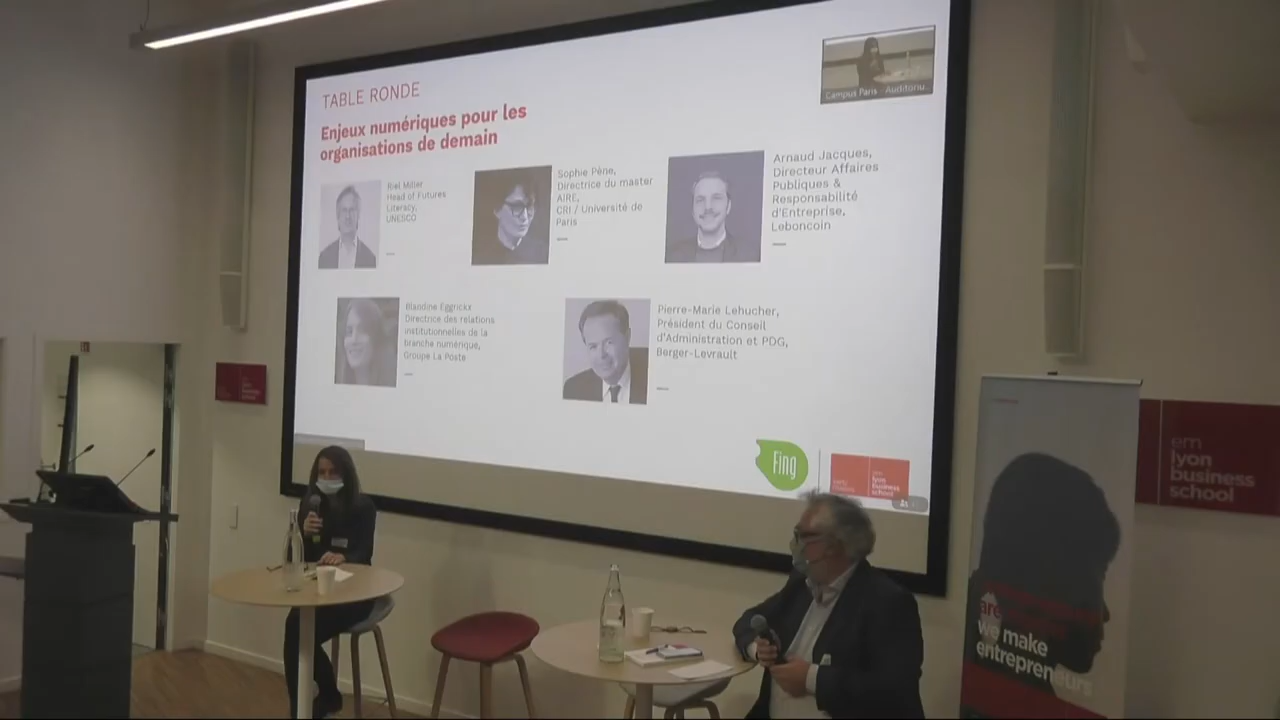 TABLE RONDE
Enjeux numériques pour les
organisations de demain
Campus Paris - Auditoriu...
Riel Miller
Head of Futures
Literacy,
UNESCO
Sophie Pène,
Directrice du master
AIRE,
CRI / Université de
Paris
Arnaud Jacques,
Directeur Affaires
Publiques &
Responsabilité
d'Entreprise,
Leboncoin
Blandine Eggrickx
Directrice des relations
institutionnelles de la
branche numérique,
Groupe La Poste
Pierre-Marie Lehucher,
Président du Conseil
d'Administration et PDG,
Berger-Levrault
Fing
lyon
business
school
em
lyon
business
school
we make
entrepreneurs